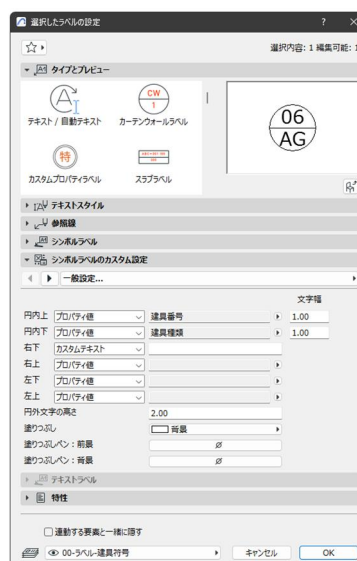 選択したラベルの設定
? ×
選択内容: 1 編集可能: 1
A1 タイプとプレビュー
A
CW
1
テキスト / 自動テキスト カーテンウォールラベル
特
カスタムプロパティラベル スラブラベル
06
AG
テキストスタイル
参照線
シンボルラベル
シンボルラベルのカスタム設定
一般設定...
文字幅
円内上 プロパティ値 建具番号 1.00
円内下 プロパティ値 建具種類 1.00
右下 カスタムテキスト
右上 プロパティ値
左下 プロパティ値
左上 プロパティ値
円外文字の高さ 2.00
塗りつぶし 背景
塗りつぶしペン：前景 ø
塗りつぶしペン：背景 ø
A1 テキストラベル
特性
連動する要素と一緒に隠す
00-ラベル-建具符号 キャンセル OK